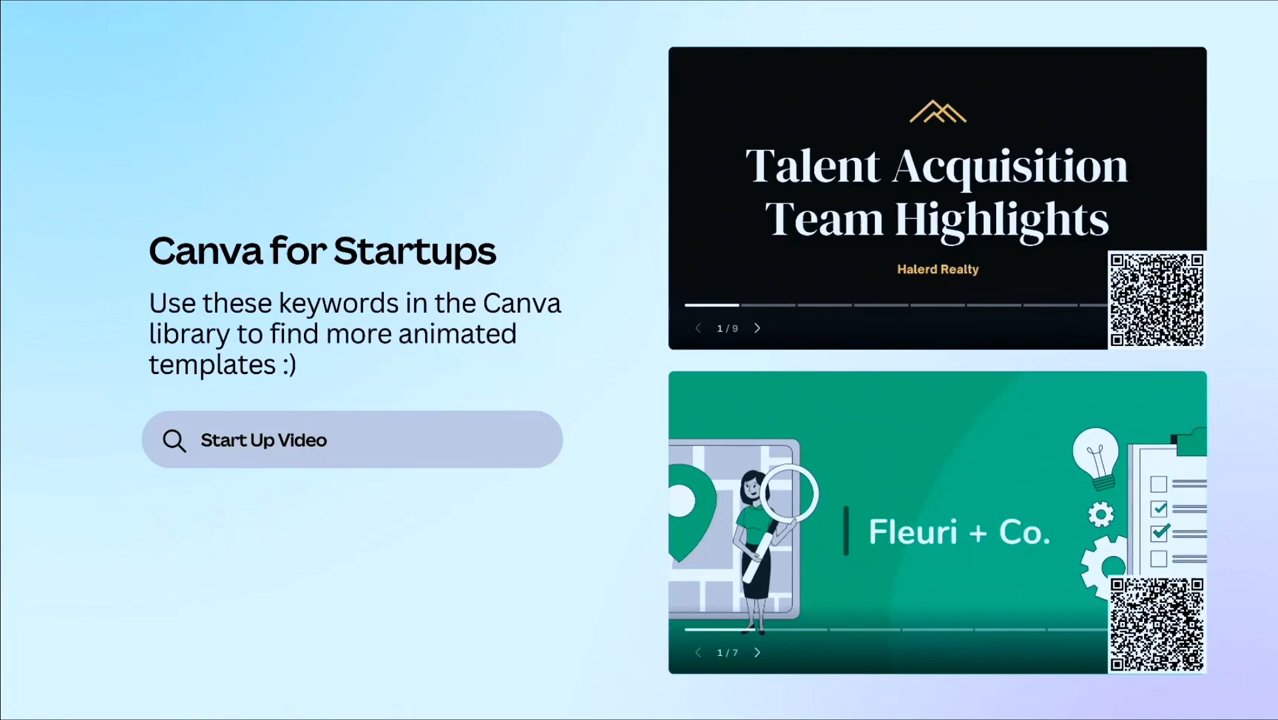 Canva for Startups
Use these keywords in the Canva
library to find more animated
templates :)
Start Up Video
Talent Acquisition
Team Highlights
Halerd Realty
1 / 9
Fleuri + Co.
1 / 7